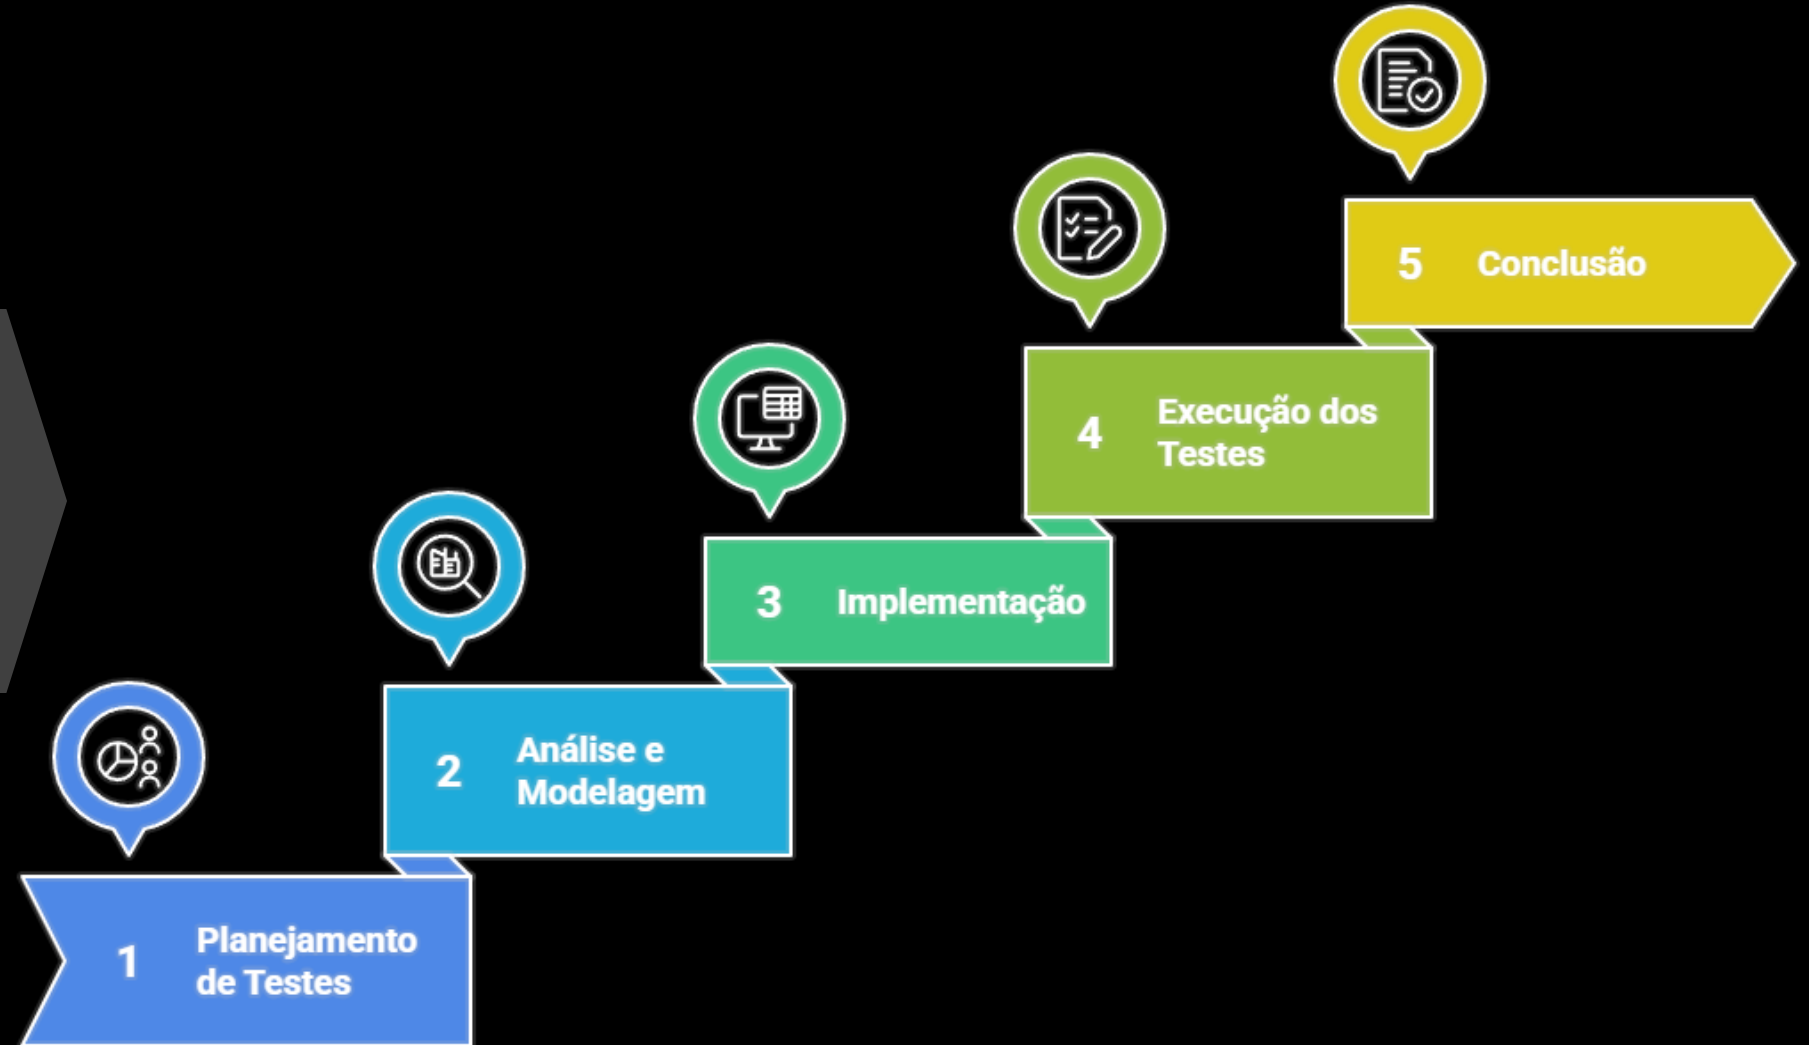 1
Planejamento
de Testes
2
Análise e
Modelagem
3
Implementação
4
Execução dos
Testes
5
Conclusão